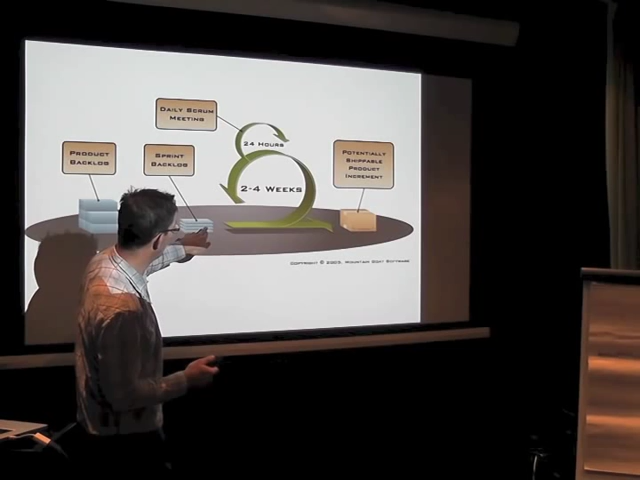 Daily Scrum
Meeting
24 Hours
Product
Backlog
Sprint
Backlog
Potentially
Shippable
Product
Increment
2-4 Weeks
Copyright © 2005, Mountain Goat Software